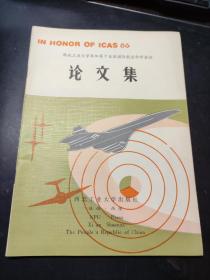 IN HONOR OF ICAS 86
论文集
西北工业大学出版社
NPU Press
Xi'an Shaanxi
The People's Republic of China